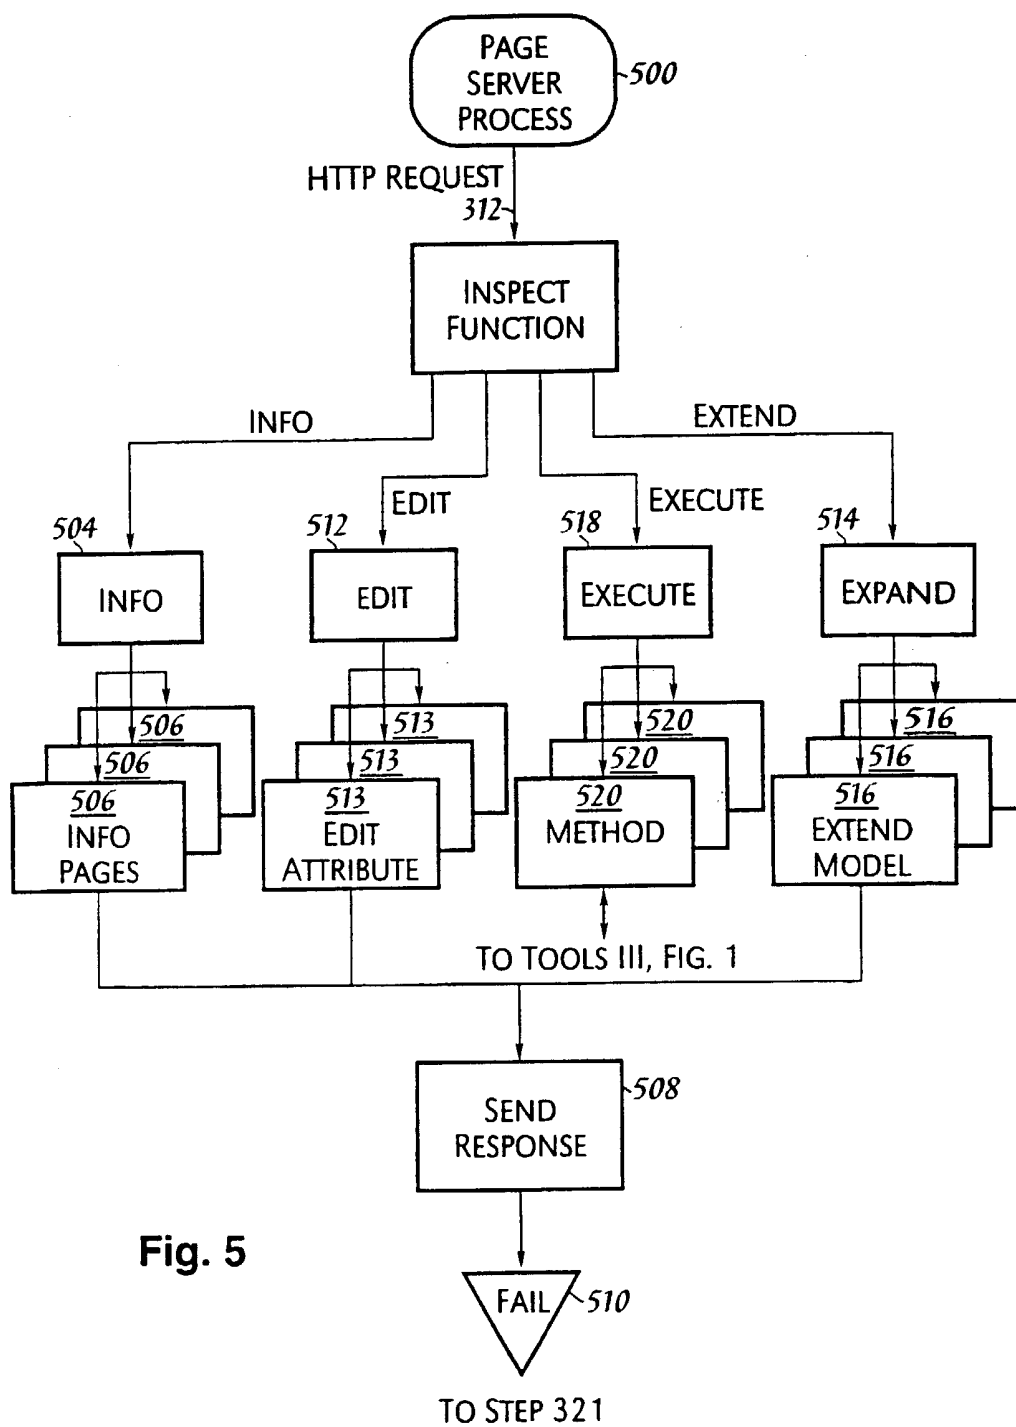 PAGE
SERVER
PROCESS
500
HTTP REQUEST
312
INSPECT
FUNCTION
INFO
EXTEND
EDIT
EXECUTE
504
512
518
514
INFO
EDIT
EXECUTE
EXPAND
506
513
520
516
506
513
520
516
506
INFO
PAGES
513
EDIT
ATTRIBUTE
520
METHOD
516
EXTEND
MODEL
TO TOOLS III, FIG. 1
508
SEND
RESPONSE
Fig. 5
FAIL
510
TO STEP 321